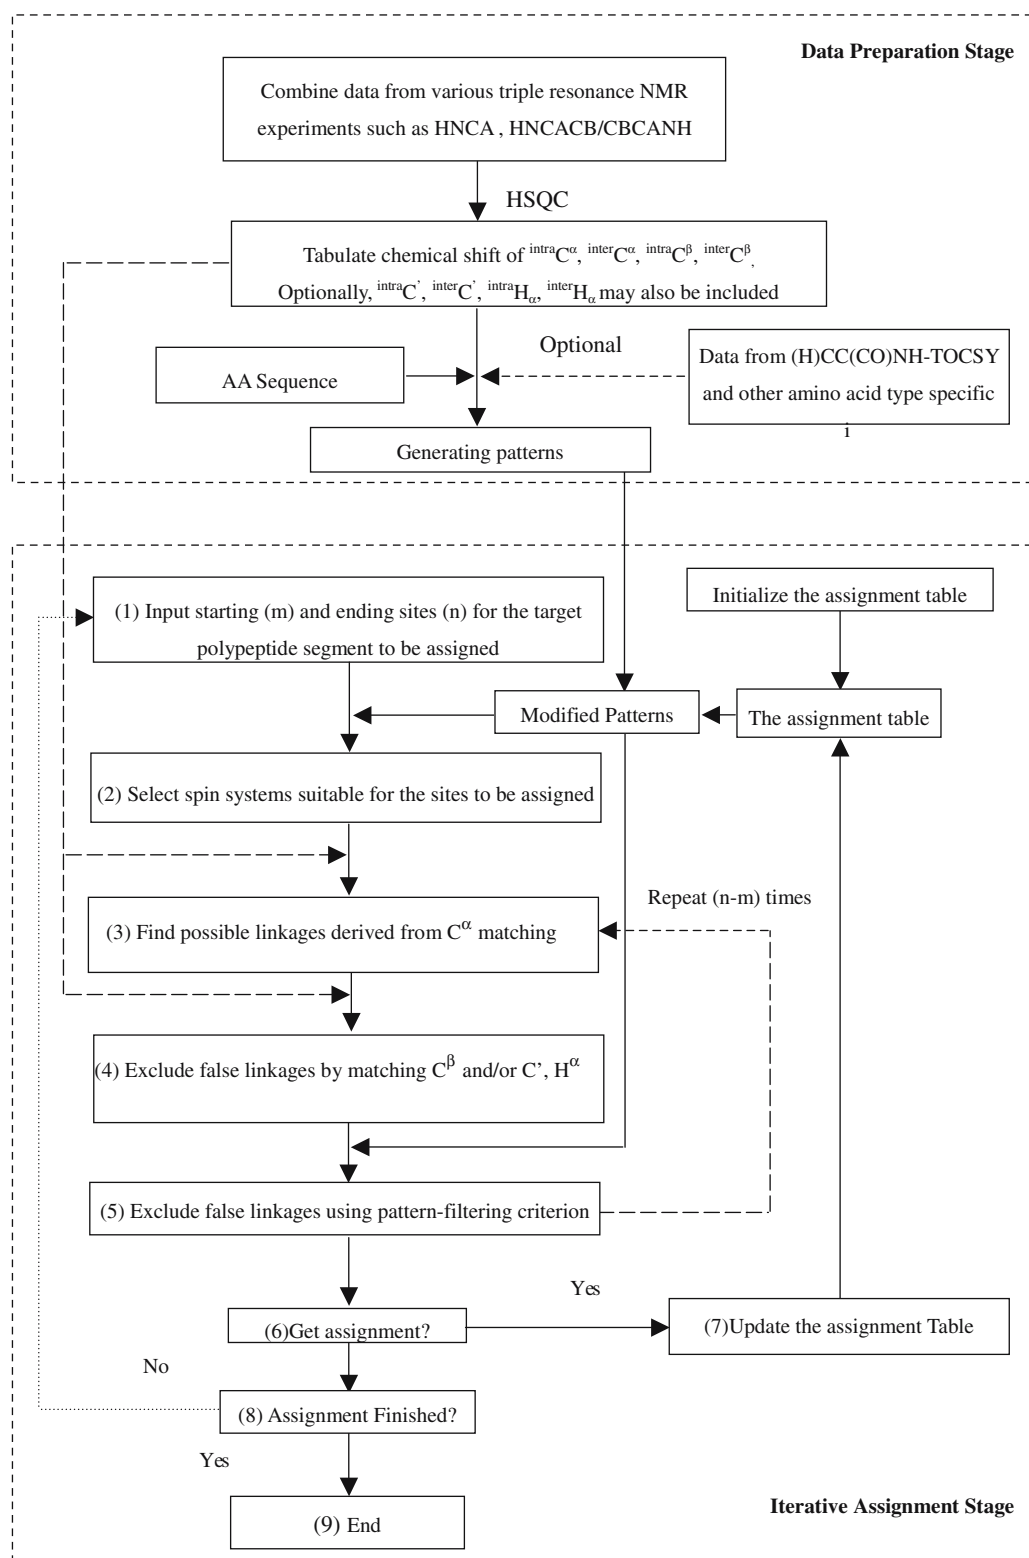 Data Preparation Stage
Combine data from various triple resonance NMR
experiments such as HNCA , HNCACB/CBCANH
HSQC
Tabulate chemical shift of ⁱⁿᵗʳᵃCᵅ, ⁱⁿᵗᵉʳCᵅ, ⁱⁿᵗʳᵃCᵝ, ⁱⁿᵗᵉʳCᵝ,
Optionally, ⁱⁿᵗʳᵃC’, ⁱⁿᵗᵉʳC’, ⁱⁿᵗʳᵃHα, ⁱⁿᵗᵉʳHα may also be included
Optional
AA Sequence
Data from (H)CC(CO)NH-TOCSY
and other amino acid type specific
i
Generating patterns
(1) Input starting (m) and ending sites (n) for the target
polypeptide segment to be assigned
Initialize the assignment table
Modified Patterns
The assignment table
(2) Select spin systems suitable for the sites to be assigned
Repeat (n-m) times
(3) Find possible linkages derived from Cᵅ matching
(4) Exclude false linkages by matching Cᵝ and/or C’, Hᵅ
(5) Exclude false linkages using pattern-filtering criterion
Yes
(6)Get assignment?
(7)Update the assignment Table
No
(8) Assignment Finished?
Yes
(9) End
Iterative Assignment Stage